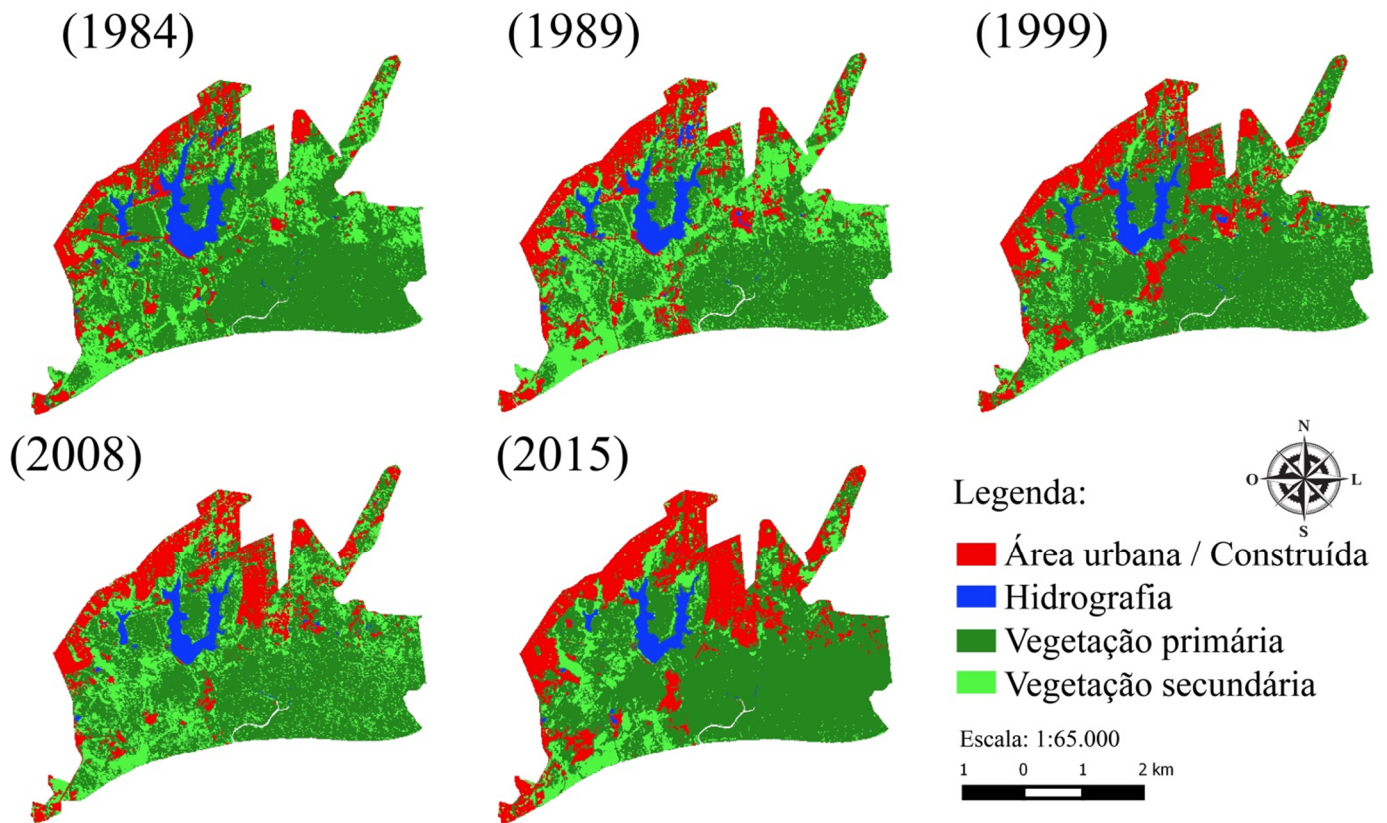 (1984)
(1989)
(1999)
(2008)
(2015)
N
O
L
S
Legenda:
Área urbana / Construída
Hidrografia
Vegetação primária
Vegetação secundária
Escala: 1:65.000
1 0 1 2 km